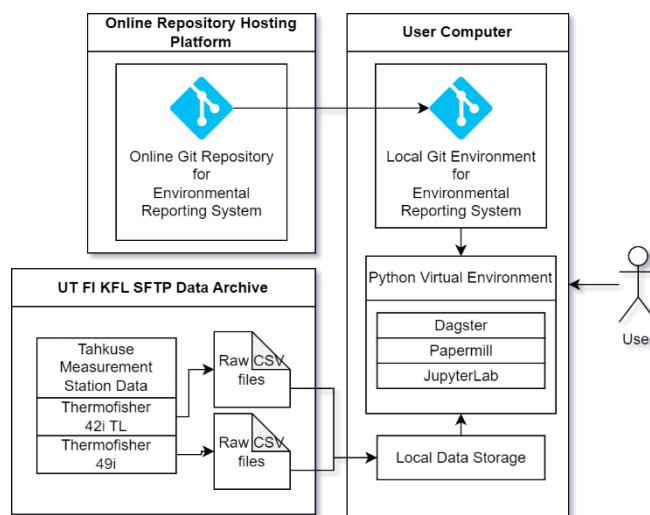 Online Repository Hosting
Platform
Online Git Repository
for
Environmental
Reporting System
User Computer
Local Git Environment
for
Environmental
Reporting System
Python Virtual Environment
Dagster
Papermill
JupyterLab
Local Data Storage
User
UT FI KFL SFTP Data Archive
Tahkuse
Measurement
Station Data
Thermofisher
42i TL
Thermofisher
49i
Raw CSV
files
Raw CSV
files